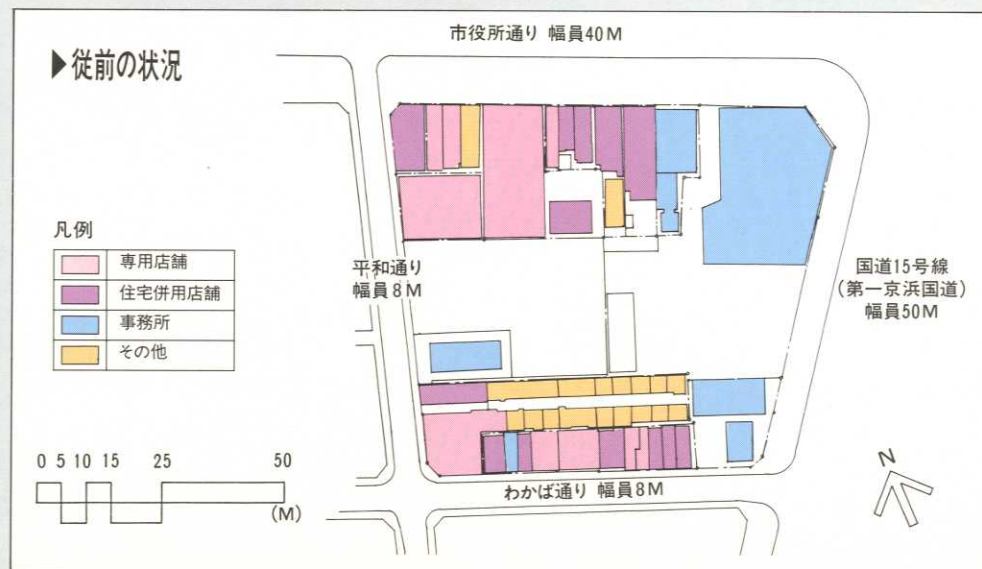 市役所通り 幅員40M
▶従前の状況
凡例
専用店舗
住宅併用店舗
事務所
その他
平和通り
幅員8M
国道15号線
(第一京浜国道)
幅員50M
0 5 10 15 25 50
(M)
わかば通り 幅員8M
N